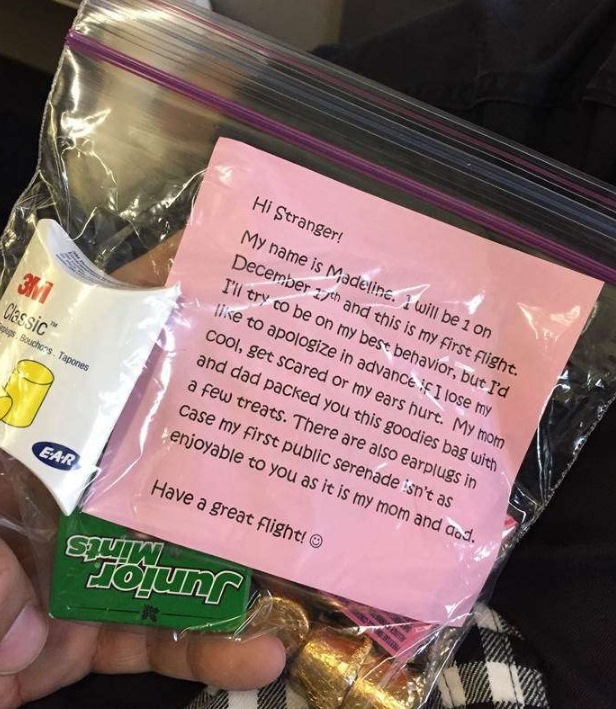 Hi Stranger!
My name is Madeline. I will be 1 on
December 17th and this is my first flight.
I'll try to be on my best behavior, but I'd
like to apologize in advance if I lose my
cool, get scared or my ears hurt. My mom
and dad packed you this goodies bag with
a few treats. There are also earplugs in
case my first public serenade isn't as
enjoyable to you as it is my mom and dad.
Have a great flight! ☺
3M
Classic™
Bouchons . Tapones
E-A-R
Junior
Mints